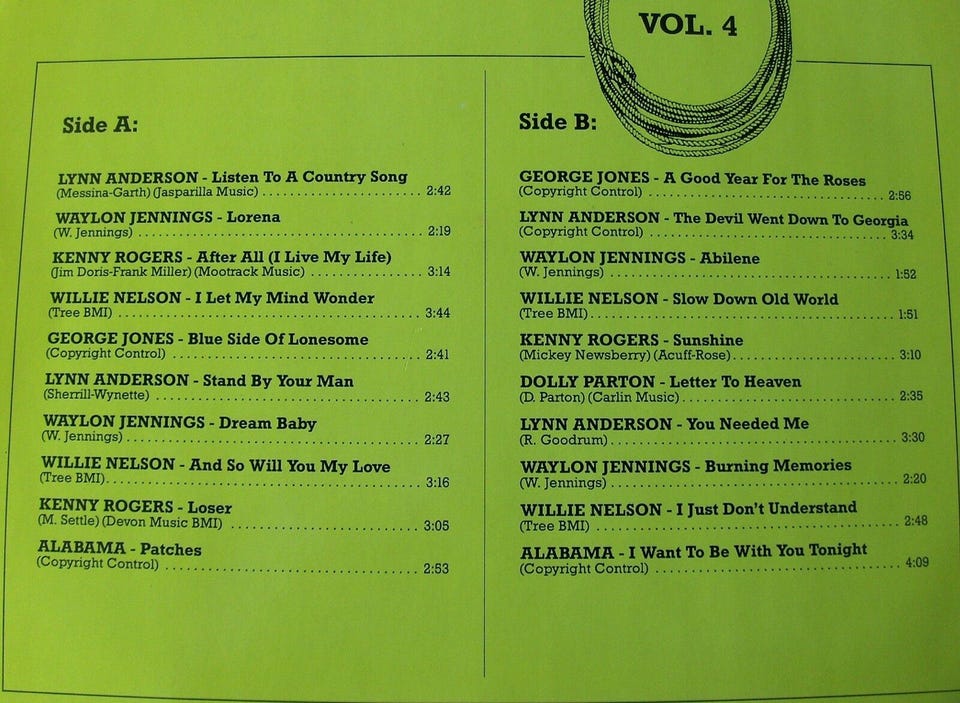 VOL. 4
Side A:
LYNN ANDERSON - Listen To A Country Song
(Messina-Garth) (Jasparilla Music) . . . . . . . . . . . . . . . . . . . . . . 2:42
WAYLON JENNINGS - Lorena
(W. Jennings) . . . . . . . . . . . . . . . . . . . . . . . . . . . . . . . . . . . . . . 2:19
KENNY ROGERS - After All (I Live My Life)
(Jim Doris-Frank Miller) (Mootrack Music) . . . . . . . . . . . . . . . 3:14
WILLIE NELSON - I Let My Mind Wonder
(Tree BMI) . . . . . . . . . . . . . . . . . . . . . . . . . . . . . . . . . . . . . . . . 3:44
GEORGE JONES - Blue Side Of Lonesome
(Copyright Control) . . . . . . . . . . . . . . . . . . . . . . . . . . . . . . . . . 2:41
LYNN ANDERSON - Stand By Your Man
(Sherrill-Wynette) . . . . . . . . . . . . . . . . . . . . . . . . . . . . . . . . . . . 2:43
WAYLON JENNINGS - Dream Baby
(W. Jennings) . . . . . . . . . . . . . . . . . . . . . . . . . . . . . . . . . . . . . . . 2:27
WILLIE NELSON - And So Will You My Love
(Tree BMI). . . . . . . . . . . . . . . . . . . . . . . . . . . . . . . . . . . . . . . . . 3:16
KENNY ROGERS - Loser
(M. Settle) (Devon Music BMI) . . . . . . . . . . . . . . . . . . . . . . . . 3:05
ALABAMA - Patches
(Copyright Control) . . . . . . . . . . . . . . . . . . . . . . . . . . . . . . . . . 2:53
Side B:
GEORGE JONES - A Good Year For The Roses
(Copyright Control) . . . . . . . . . . . . . . . . . . . . . . . . . . . . . . . 2:56
LYNN ANDERSON - The Devil Went Down To Georgia
(Copyright Control) . . . . . . . . . . . . . . . . . . . . . . . . . . . . . . . 3:34
WAYLON JENNINGS - Abilene
(W. Jennings) . . . . . . . . . . . . . . . . . . . . . . . . . . . . . . . . . . . . . 1:52
WILLIE NELSON - Slow Down Old World
(Tree BMI). . . . . . . . . . . . . . . . . . . . . . . . . . . . . . . . . . . . . . . . 1:51
KENNY ROGERS - Sunshine
(Mickey Newsberry) (Acuff-Rose). . . . . . . . . . . . . . . . . . . . . 3:10
DOLLY PARTON - Letter To Heaven
(D. Parton) (Carlin Music) . . . . . . . . . . . . . . . . . . . . . . . . . . . . 2:35
LYNN ANDERSON - You Needed Me
(R. Goodrum). . . . . . . . . . . . . . . . . . . . . . . . . . . . . . . . . . . . . . 3:30
WAYLON JENNINGS - Burning Memories
(W. Jennings) . . . . . . . . . . . . . . . . . . . . . . . . . . . . . . . . . . . . . . 2:20
WILLIE NELSON - I Just Don't Understand
(Tree BMI) . . . . . . . . . . . . . . . . . . . . . . . . . . . . . . . . . . . . . . . . 2:48
ALABAMA - I Want To Be With You Tonight
(Copyright Control) . . . . . . . . . . . . . . . . . . . . . . . . . . . . . . . . 4:09